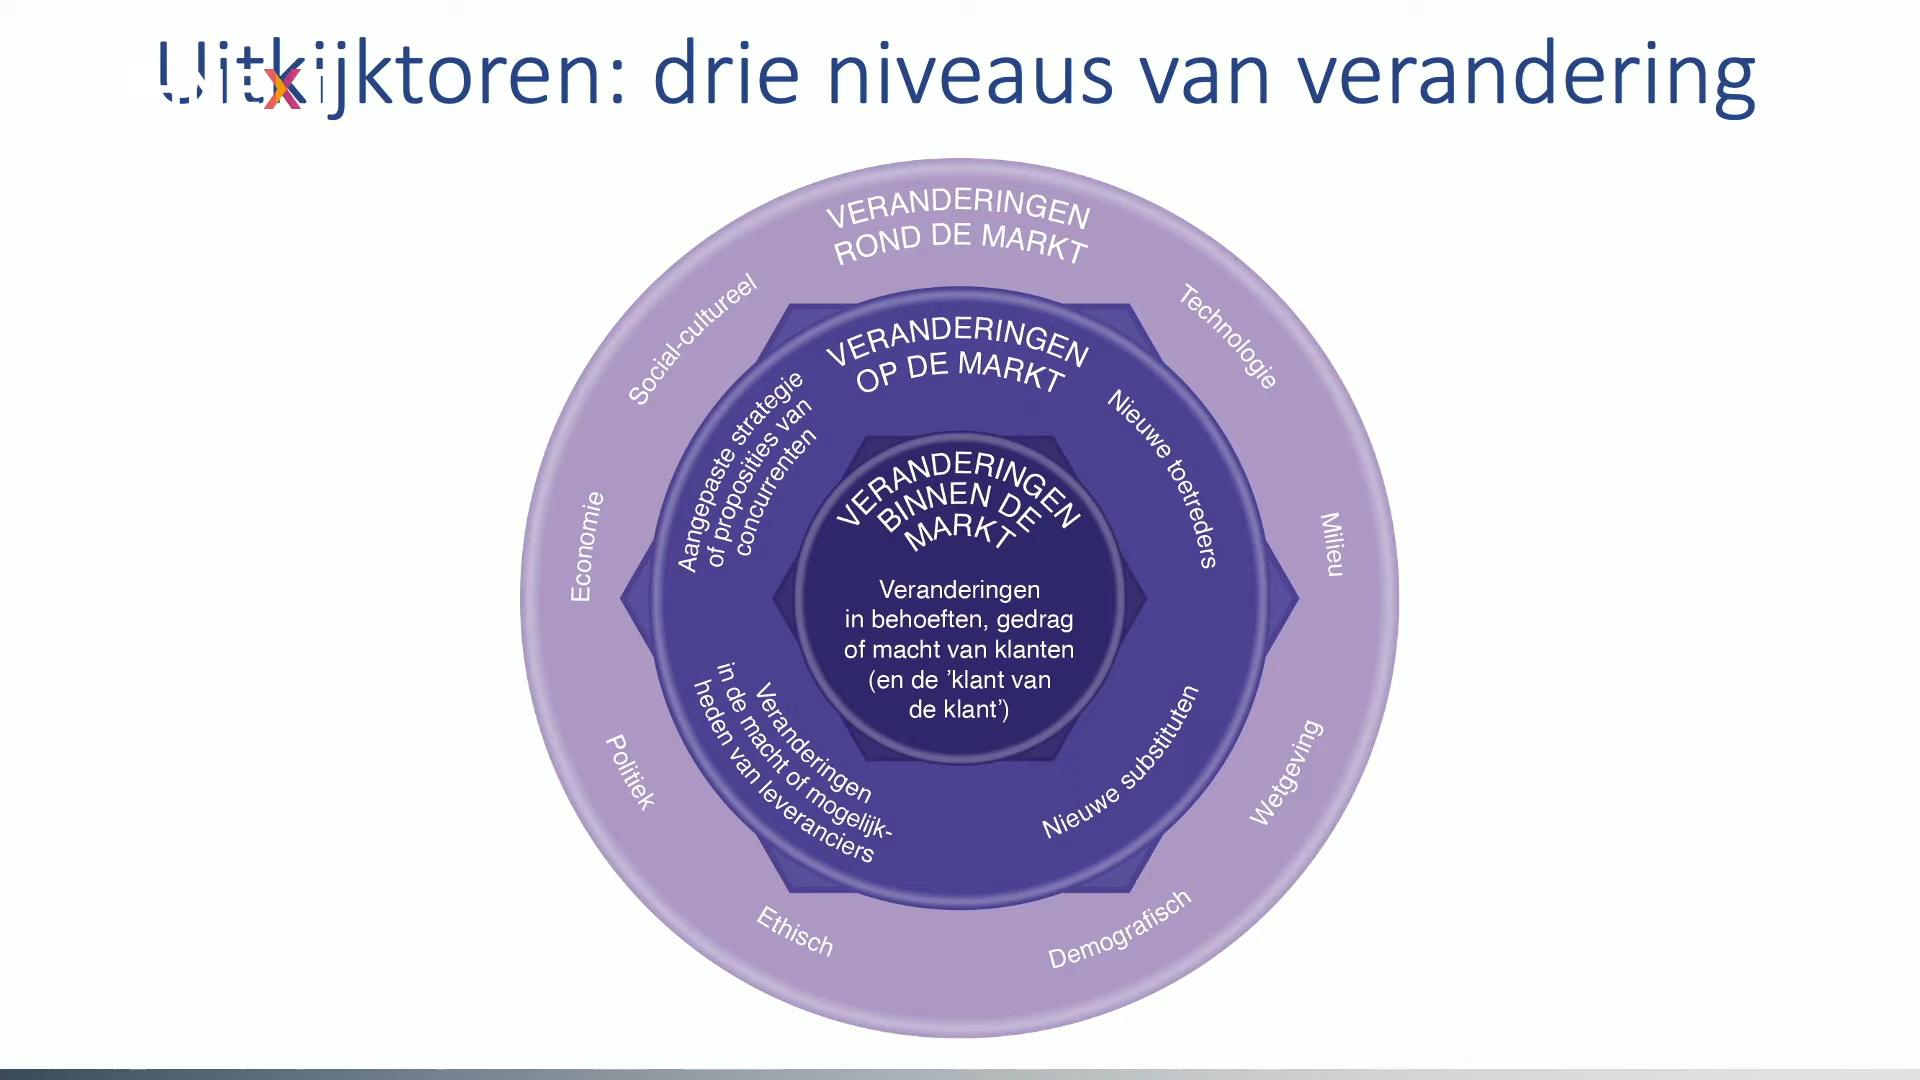 Uitkijktoren: drie niveaus van verandering
VERANDERINGEN
ROND DE MARKT
Social-cultureel
Technologie
Economie
Milieu
Politiek
Wetgeving
Ethisch
Demografisch
VERANDERINGEN
OP DE MARKT
Aangepaste strategie
of proposities van
concurrenten
Nieuwe toetreders
Veranderingen
in de macht of mogelijk-
heden van leveranciers
Nieuwe substituten
VERANDERINGEN
BINNEN DE
MARKT
Veranderingen
in behoeften, gedrag
of macht van klanten
(en de ’klant van
de klant’)